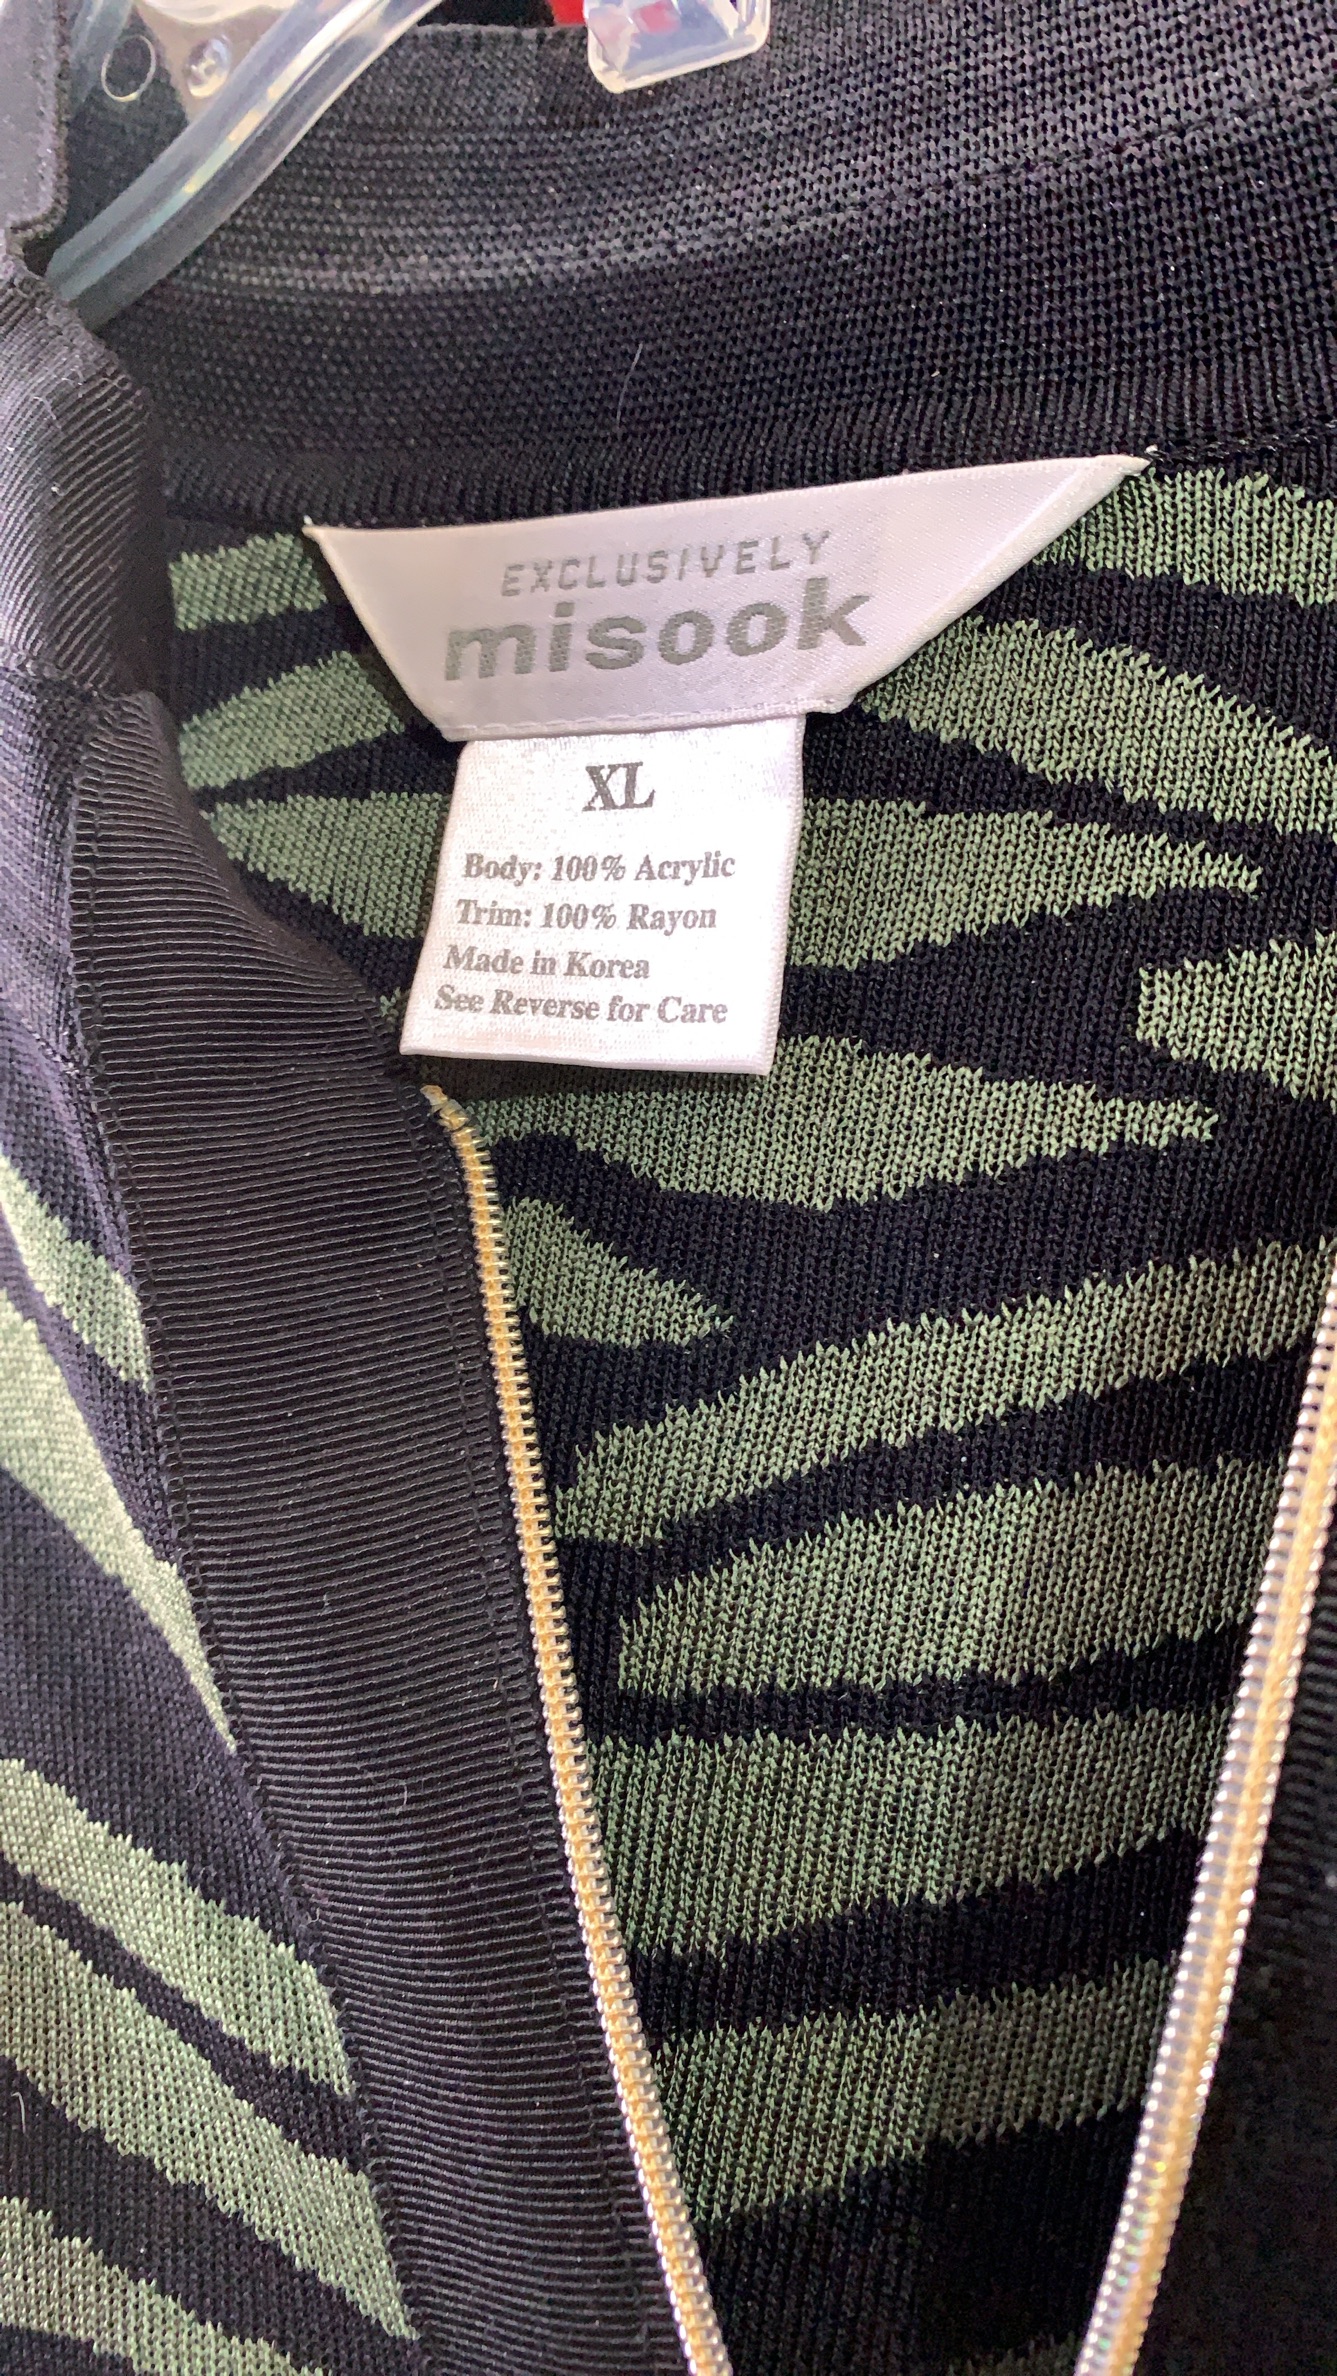 EXCLUSIVELY
misook
XL
Body: 100% Acrylic
Trim: 100% Rayon
Made in Korea
See Reverse for Care